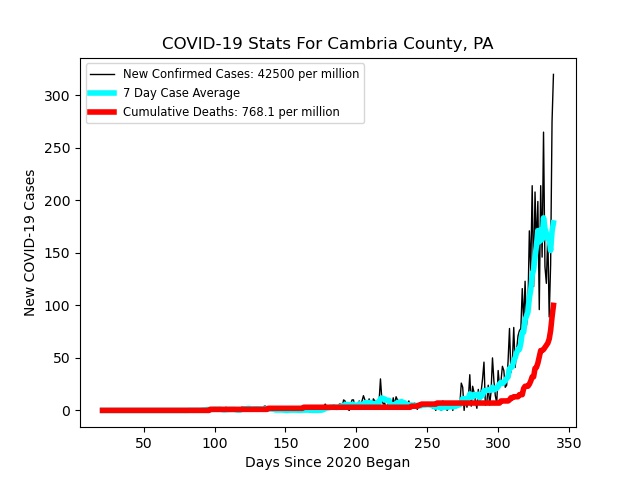 COVID-19 Stats For Cambria County, PA
New Confirmed Cases: 42500 per million
7 Day Case Average
Cumulative Deaths: 768.1 per million
New COVID-19 Cases
300
250
200
150
100
50
0
50 100 150 200 250 300 350
Days Since 2020 Began